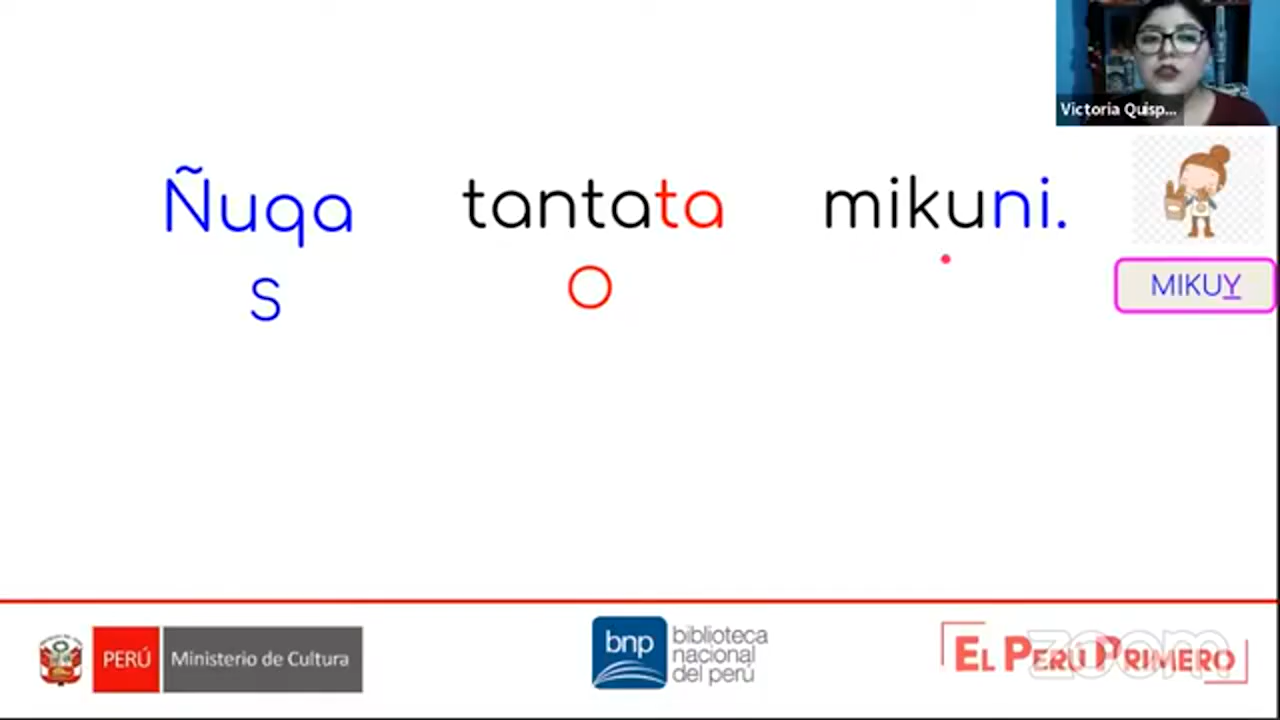 Victoria Quisp...
Ñuqa tantata mikuni.
S O
MIKUY
PERÚ Ministerio de Cultura
bnp biblioteca
nacional
del perú
EL PERÚ PRIMERO
zoom